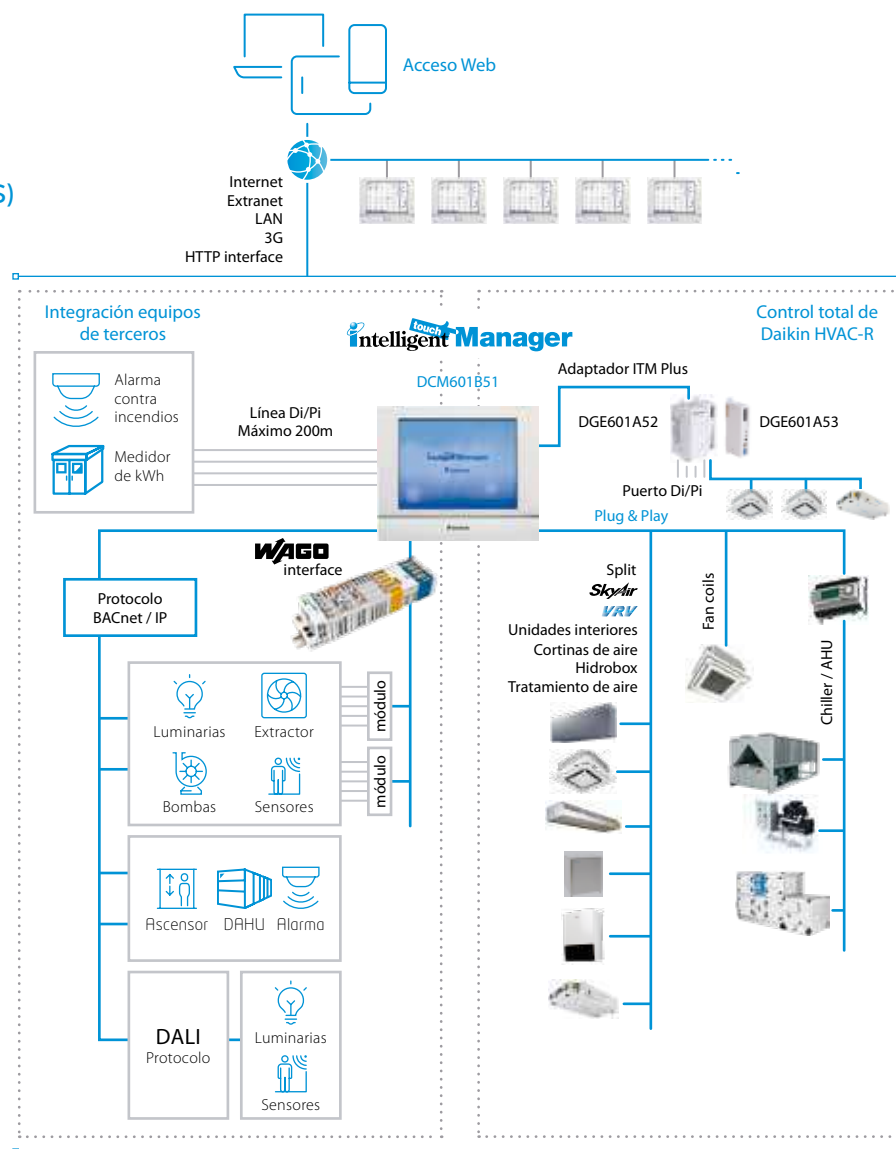 Acceso Web
S)
Internet
Extranet
LAN
3G
HTTP interface
Integración equipos
de terceros
Control total de
Daikin HVAC-R
intelligent touch Manager
DCM601B51
Adaptador ITM Plus
Alarma
contra
incendios
Medidor
de kWh
Línea Di/Pi
Máximo 200m
DGE601A52
DGE601A53
Puerto Di/Pi
Plug & Play
WAGO
interface
Protocolo
BACnet / IP
Split
SkyAir
VRV
Unidades interiores
Cortinas de aire
Hidrobox
Tratamiento de aire
Fan coils
Chiller / AHU
Luminarias
Extractor
módulo
Bombas
Sensores
módulo
Ascensor
DAHU
Alarma
DALI
Protocolo
Luminarias
Sensores